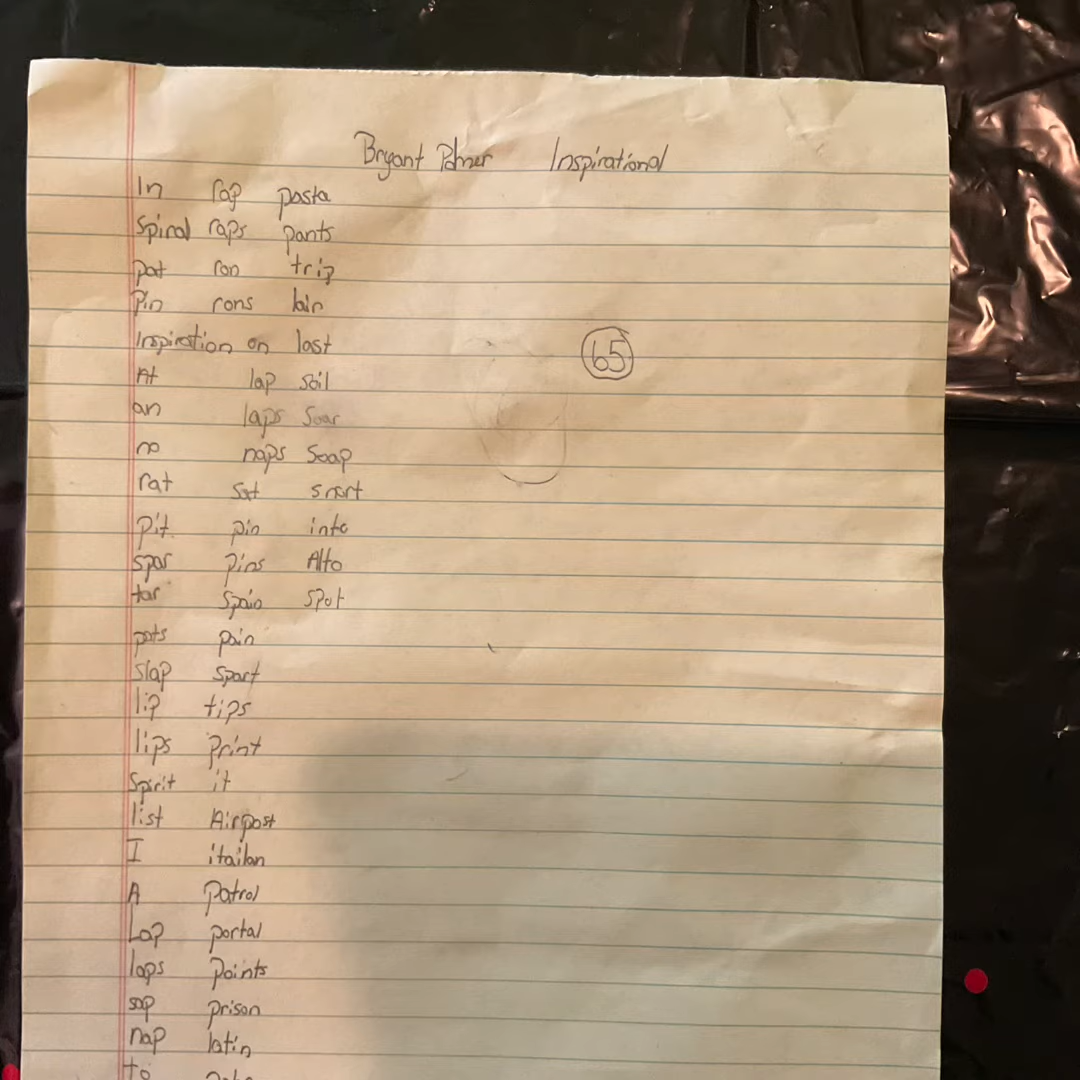 Bryant Palmer Inspirational
In rap pasta
Spiral raps pants
pat ran trip
Pin rans lair
Inspiration on last
At lap soil
an laps Soar
no naps Soap
rat sat snort
pit pin into
spar pins Alto
tar Spain spot
pats pain
slap sport
lip tips
lips print
Spirit it
list Airpost
I itailan
A Patrol
Lap portal
laps Points
sap prison
nap latin
to
65